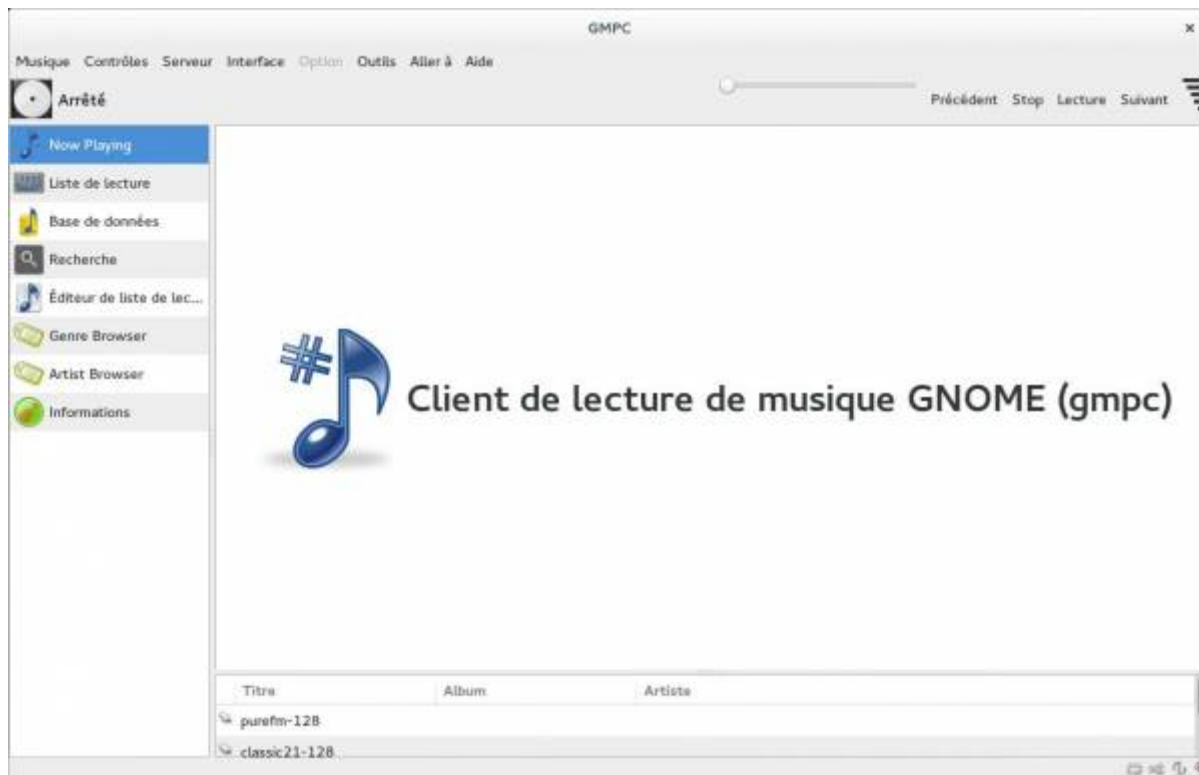 GMPC
Musique Contrôles Serveur Interface Option Outils Aller à Aide
Arrêté
Précédent Stop Lecture Suivant
Now Playing
Liste de lecture
Base de données
Recherche
Éditeur de liste de lec...
Genre Browser
Artist Browser
Informations
Client de lecture de musique GNOME (gmpc)
Titre Album Artiste
purefm-128
classic21-128